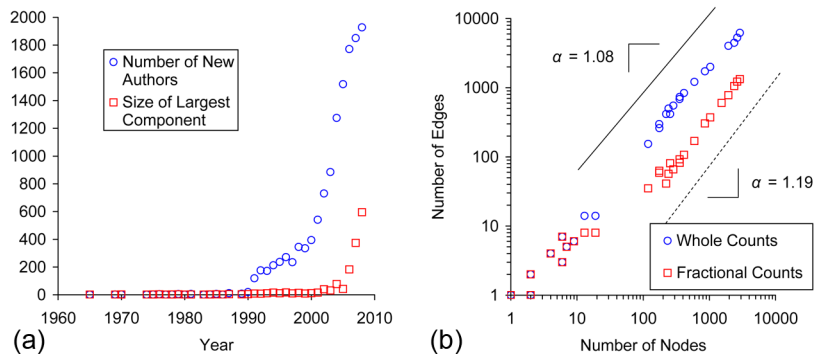 2000
1800
1600
1400
1200
1000
800
600
400
200
0
1960
1970
1980
1990
2000
2010
Year
Number of New
Authors
Size of Largest
Component
(a)
Number of Edges
10000
1000
100
10
1
1
10
100
1000
10000
Number of Nodes
α = 1.08
α = 1.19
Whole Counts
Fractional Counts
(b)